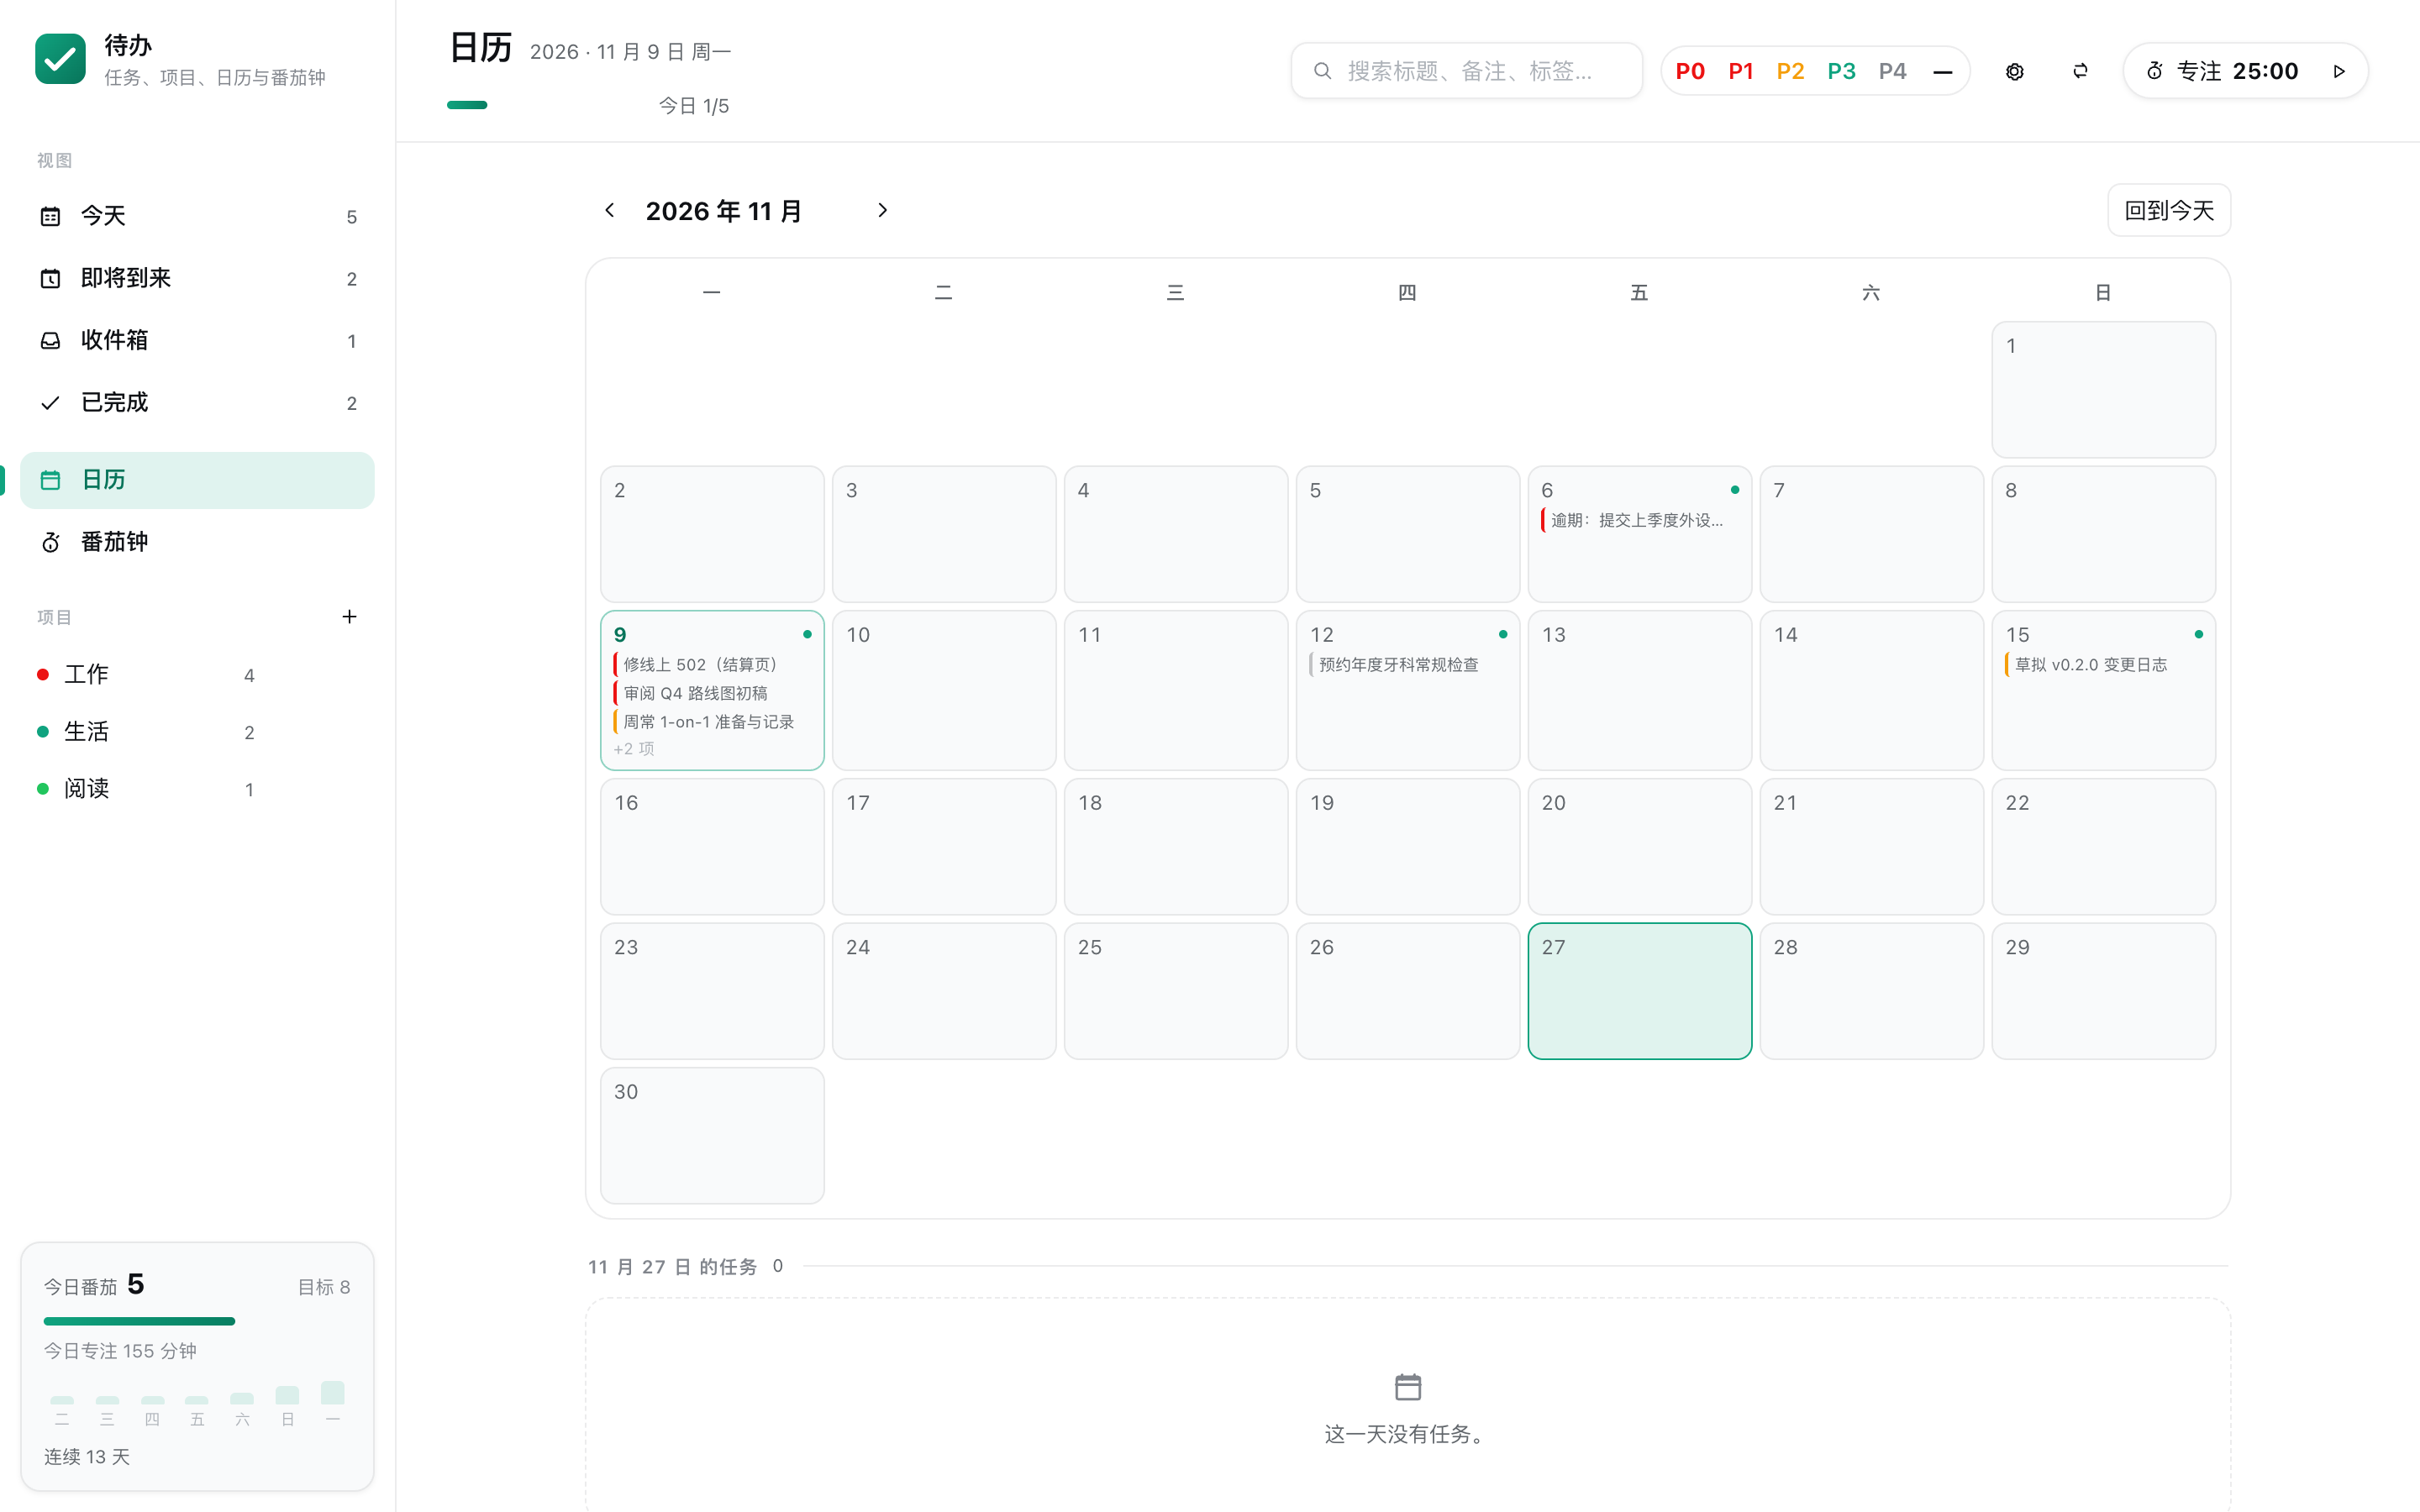 待办
任务、项目、日历与番茄钟
视图
今天 5
即将到来 2
收件箱 1
已完成 2
日历
番茄钟
项目 +
工作 4
生活 2
阅读 1
今日番茄 5 目标 8
今日专注 155 分钟
二 三 四 五 六 日 一
连续 13 天
日历 2026 · 11 月 9 日 周一
今日 1/5
搜索标题、备注、标签...
P0 P1 P2 P3 P4 —
专注 25:00
2026 年 11 月
回到今天
一 二 三 四 五 六 日
1
2 3 4 5 6 7 8
逾期：提交上季度外设...
9 10 11 12 13 14 15
修线上 502（结算页）
审阅 Q4 路线图初稿
周常 1-on-1 准备与记录
+2 项
预约年度牙科常规检查
草拟 v0.2.0 变更日志
16 17 18 19 20 21 22
23 24 25 26 27 28 29
30
11 月 27 日 的任务 0
这一天没有任务。